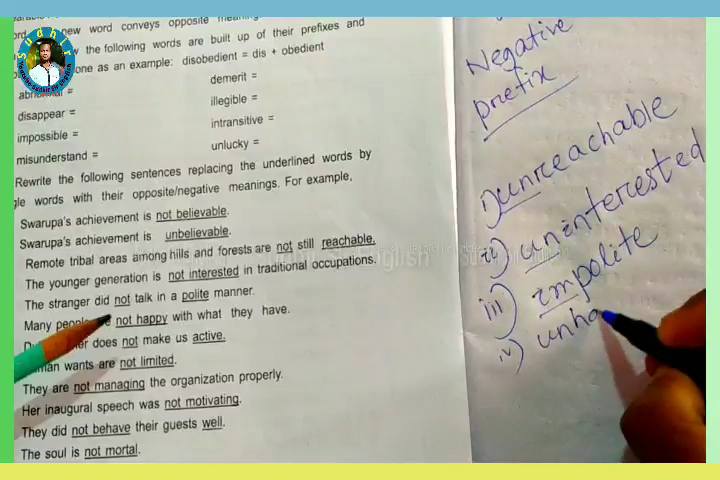 new word conveys opposite
the following words are built up of their prefixes and
one as an example: disobedient = dis + obedient
demerit =
disappear =
illegible =
impossible =
intransitive =
misunderstand =
unlucky =
Rewrite the following sentences replacing the underlined words by
words with their opposite/negative meanings. For example,
Swarupa's achievement is not believable.
Swarupa's achievement is unbelievable.
Remote tribal areas among hills and forests are not still reachable.
The younger generation is not interested in traditional occupations.
The stranger did not talk in a polite manner.
Many people not happy with what they have.
does not make us active.
wants are not limited.
They are not managing the organization properly.
Her inaugural speech was not motivating.
They did not behave their guests well.
The soul is not mortal.
Negative
prefix
i) unreachable
ii) uninterested
iii) impolite
iv) unha
Sudhir